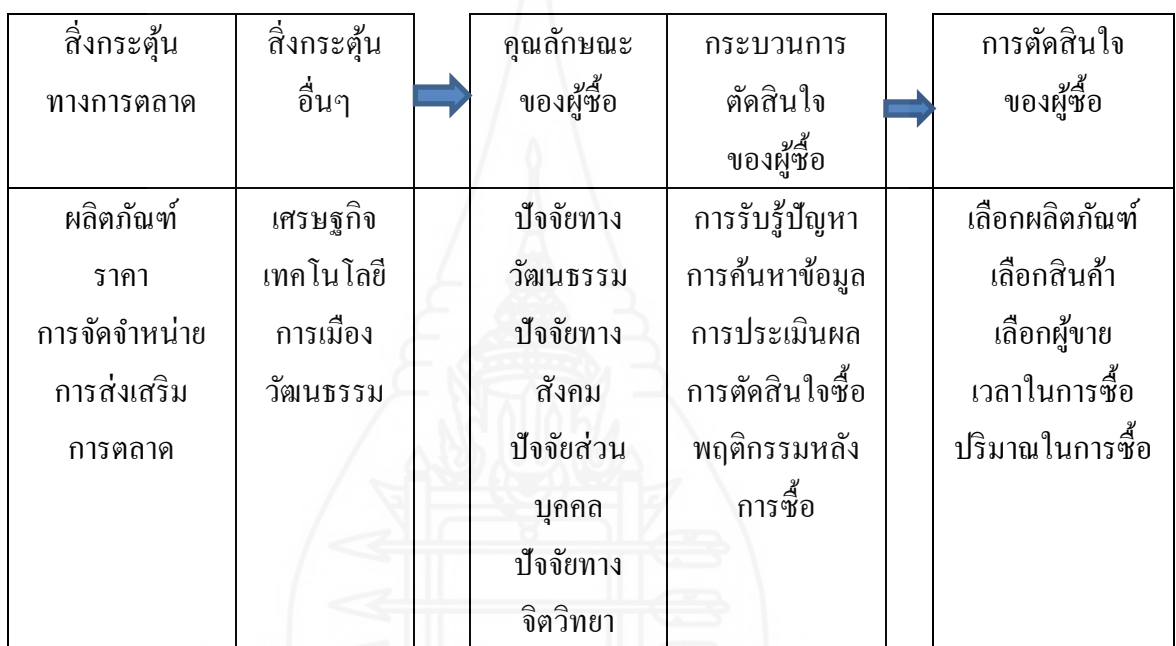 สิ่งกระตุ้น
ทางการตลาด
สิ่งกระตุ้น
อื่นๆ
คุณลักษณะ
ของผู้ซื้อ
กระบวนการ
ตัดสินใจ
ของผู้ซื้อ
การตัดสินใจ
ของผู้ซื้อ
ผลิตภัณฑ์
ราคา
การจัดจำหน่าย
การส่งเสริม
การตลาด
เศรษฐกิจ
เทคโนโลยี
การเมือง
วัฒนธรรม
ปัจจัยทาง
วัฒนธรรม
ปัจจัยทาง
สังคม
ปัจจัยส่วน
บุคคล
ปัจจัยทาง
จิตวิทยา
การรับรู้ปัญหา
การค้นหาข้อมูล
การประเมินผล
การตัดสินใจซื้อ
พฤติกรรมหลัง
การซื้อ
เลือกผลิตภัณฑ์
เลือกสินค้า
เลือกผู้ขาย
เวลาในการซื้อ
ปริมาณในการซื้อ